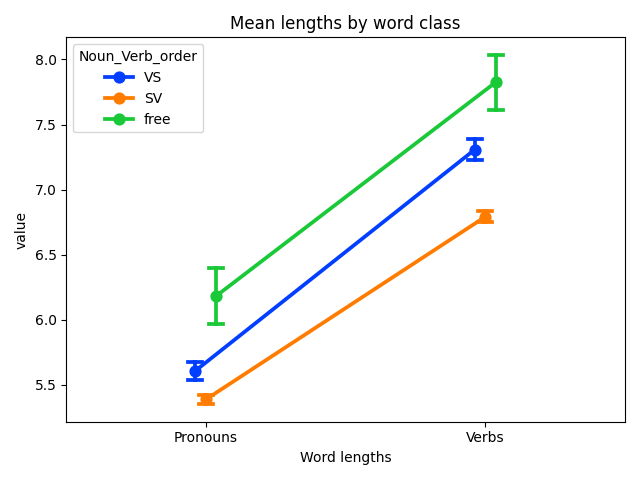 Mean lengths by word class
Noun_Verb_order
VS
SV
free
value
8.0
7.5
7.0
6.5
6.0
5.5
Pronouns
Verbs
Word lengths